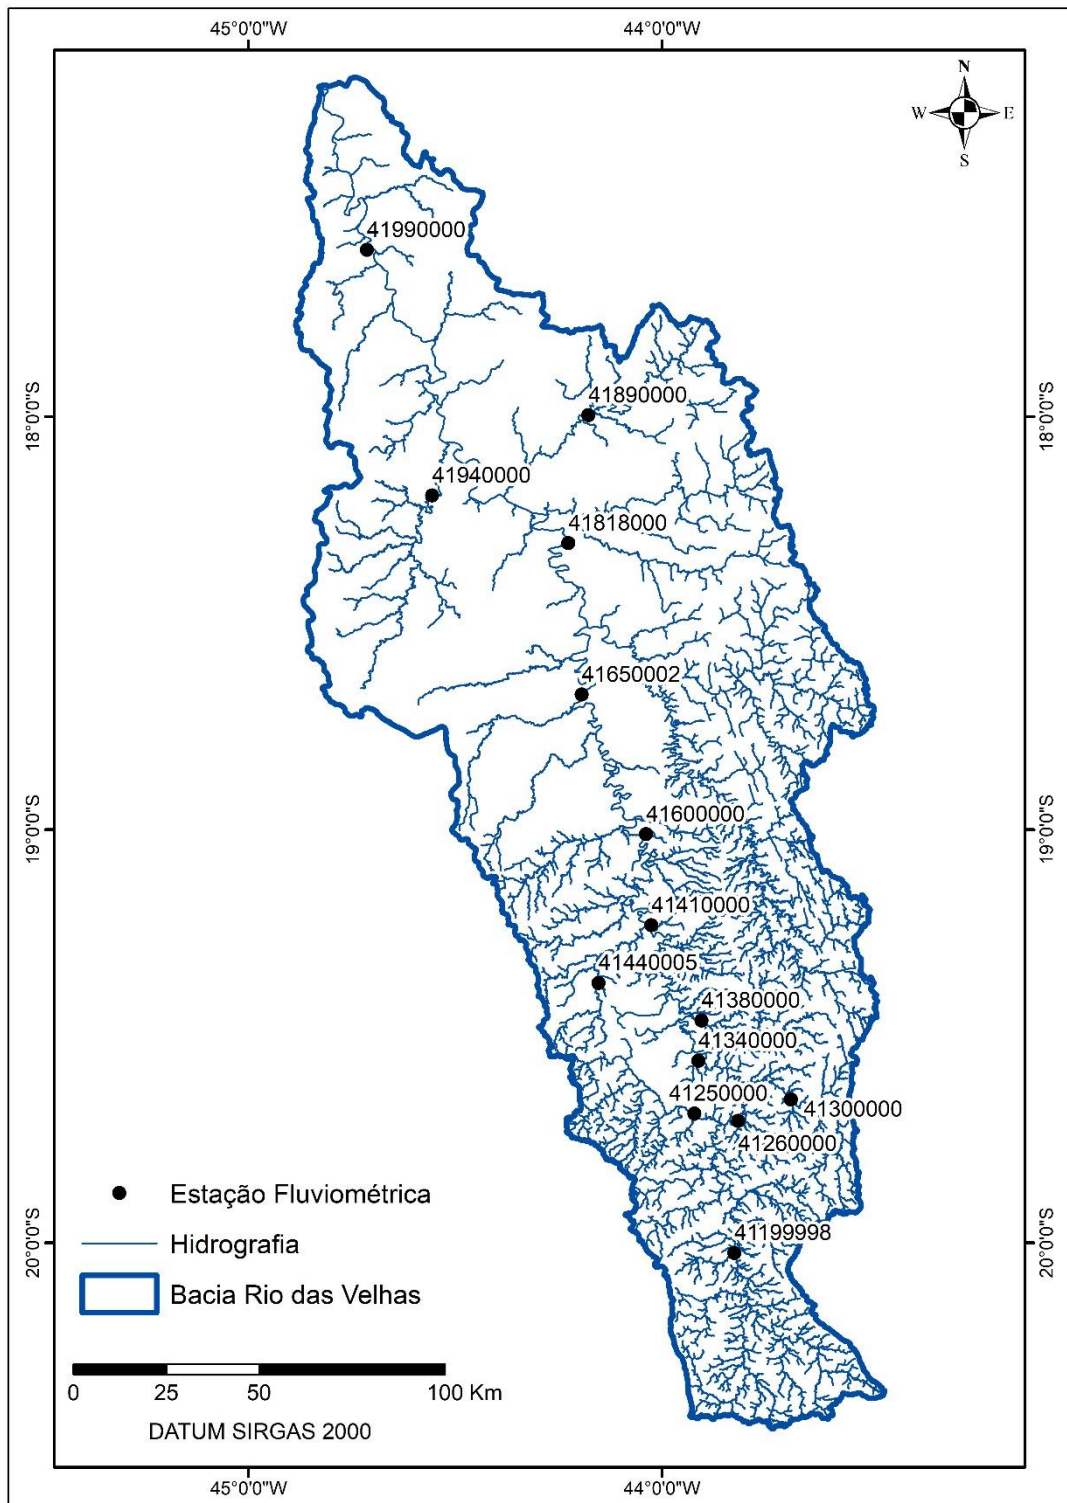 45°0'0"W
44°0'0"W
N
W
E
S
41990000
18°0'0"S
41890000
18°0'0"S
41940000
41818000
41650002
19°0'0"S
41600000
19°0'0"S
41410000
41440005
41380000
41340000
41250000
41300000
41260000
Estação Fluviométrica
41199998
20°0'0"S
Hidrografia
20°0'0"S
Bacia Rio das Velhas
0 25 50 100 Km
DATUM SIRGAS 2000
45°0'0"W
44°0'0"W